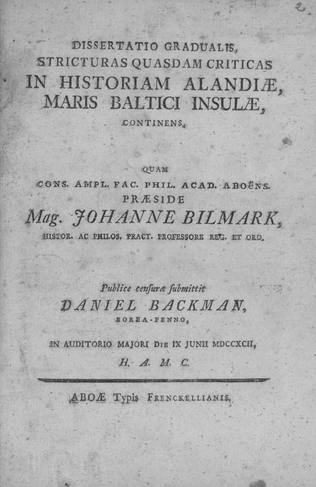 2
DISSERTATIO GRADUALIS,
STRICTURAS QUASDAM CRITICAS
IN HISTORIAM ALANDIÆ,
MARIS BALTICI INSULÆ,
CONTINENS,
QUAM
CONS. AMPL. FAC. PHIL. ACAD. ABOËNS.
PRÆSIDE
Mag. JOHANNE BILMARK,
HISTOR. AC PHILOS. PRACT. PROFESSORE REG. ET ORD.
Publice censuræ submittit
DANIEL BACKMAN,
BOREA-FENNO,
IN AUDITORIO MAJORI DIE IX JUNII MDCCXCII,
H. A. M. C.
ABOÆ Typis FRENCKELLIANIS.